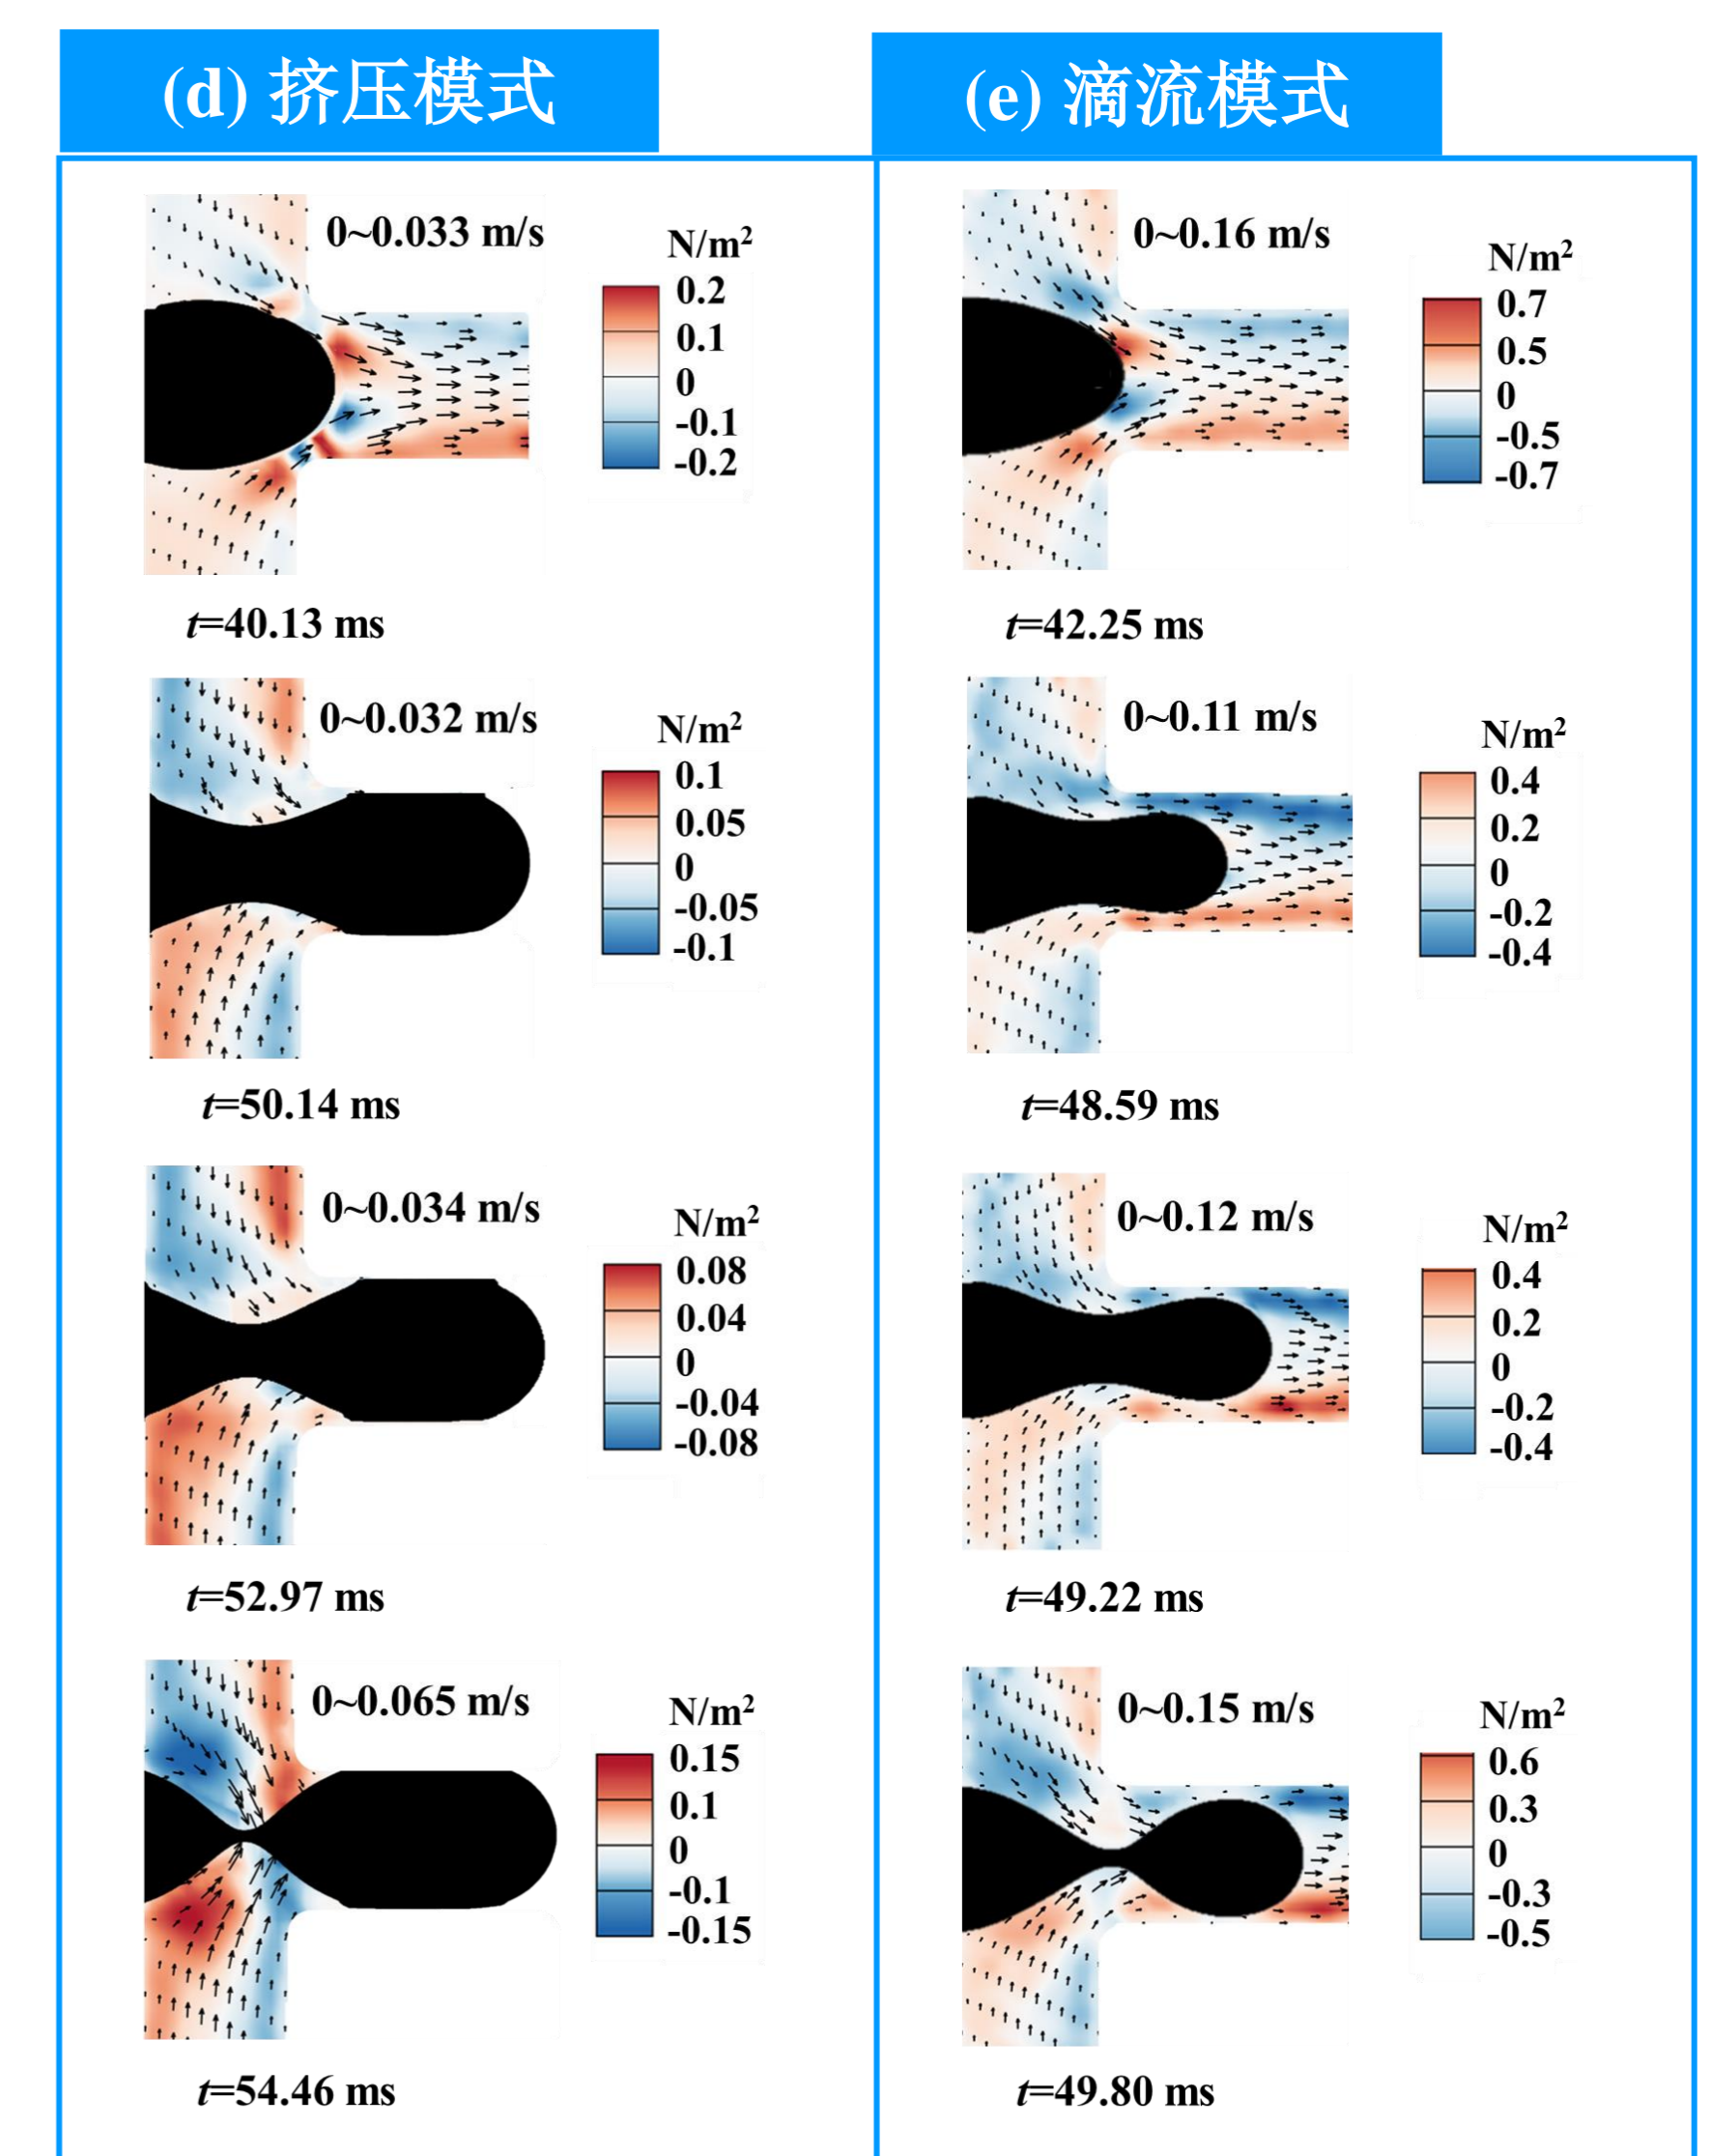 (d) 挤压模式
0~0.033 m/s
N/m²
0.2
0.1
0
-0.1
-0.2
t=40.13 ms
0~0.032 m/s
N/m²
0.1
0.05
0
-0.05
-0.1
t=50.14 ms
0~0.034 m/s
N/m²
0.08
0.04
0
-0.04
-0.08
t=52.97 ms
0~0.065 m/s
N/m²
0.15
0.1
0
-0.1
-0.15
t=54.46 ms
(e) 滴流模式
0~0.16 m/s
N/m²
0.7
0.5
0
-0.5
-0.7
t=42.25 ms
0~0.11 m/s
N/m²
0.4
0.2
0
-0.2
-0.4
t=48.59 ms
0~0.12 m/s
N/m²
0.4
0.2
0
-0.2
-0.4
t=49.22 ms
0~0.15 m/s
N/m²
0.6
0.3
0
-0.3
-0.5
t=49.80 ms